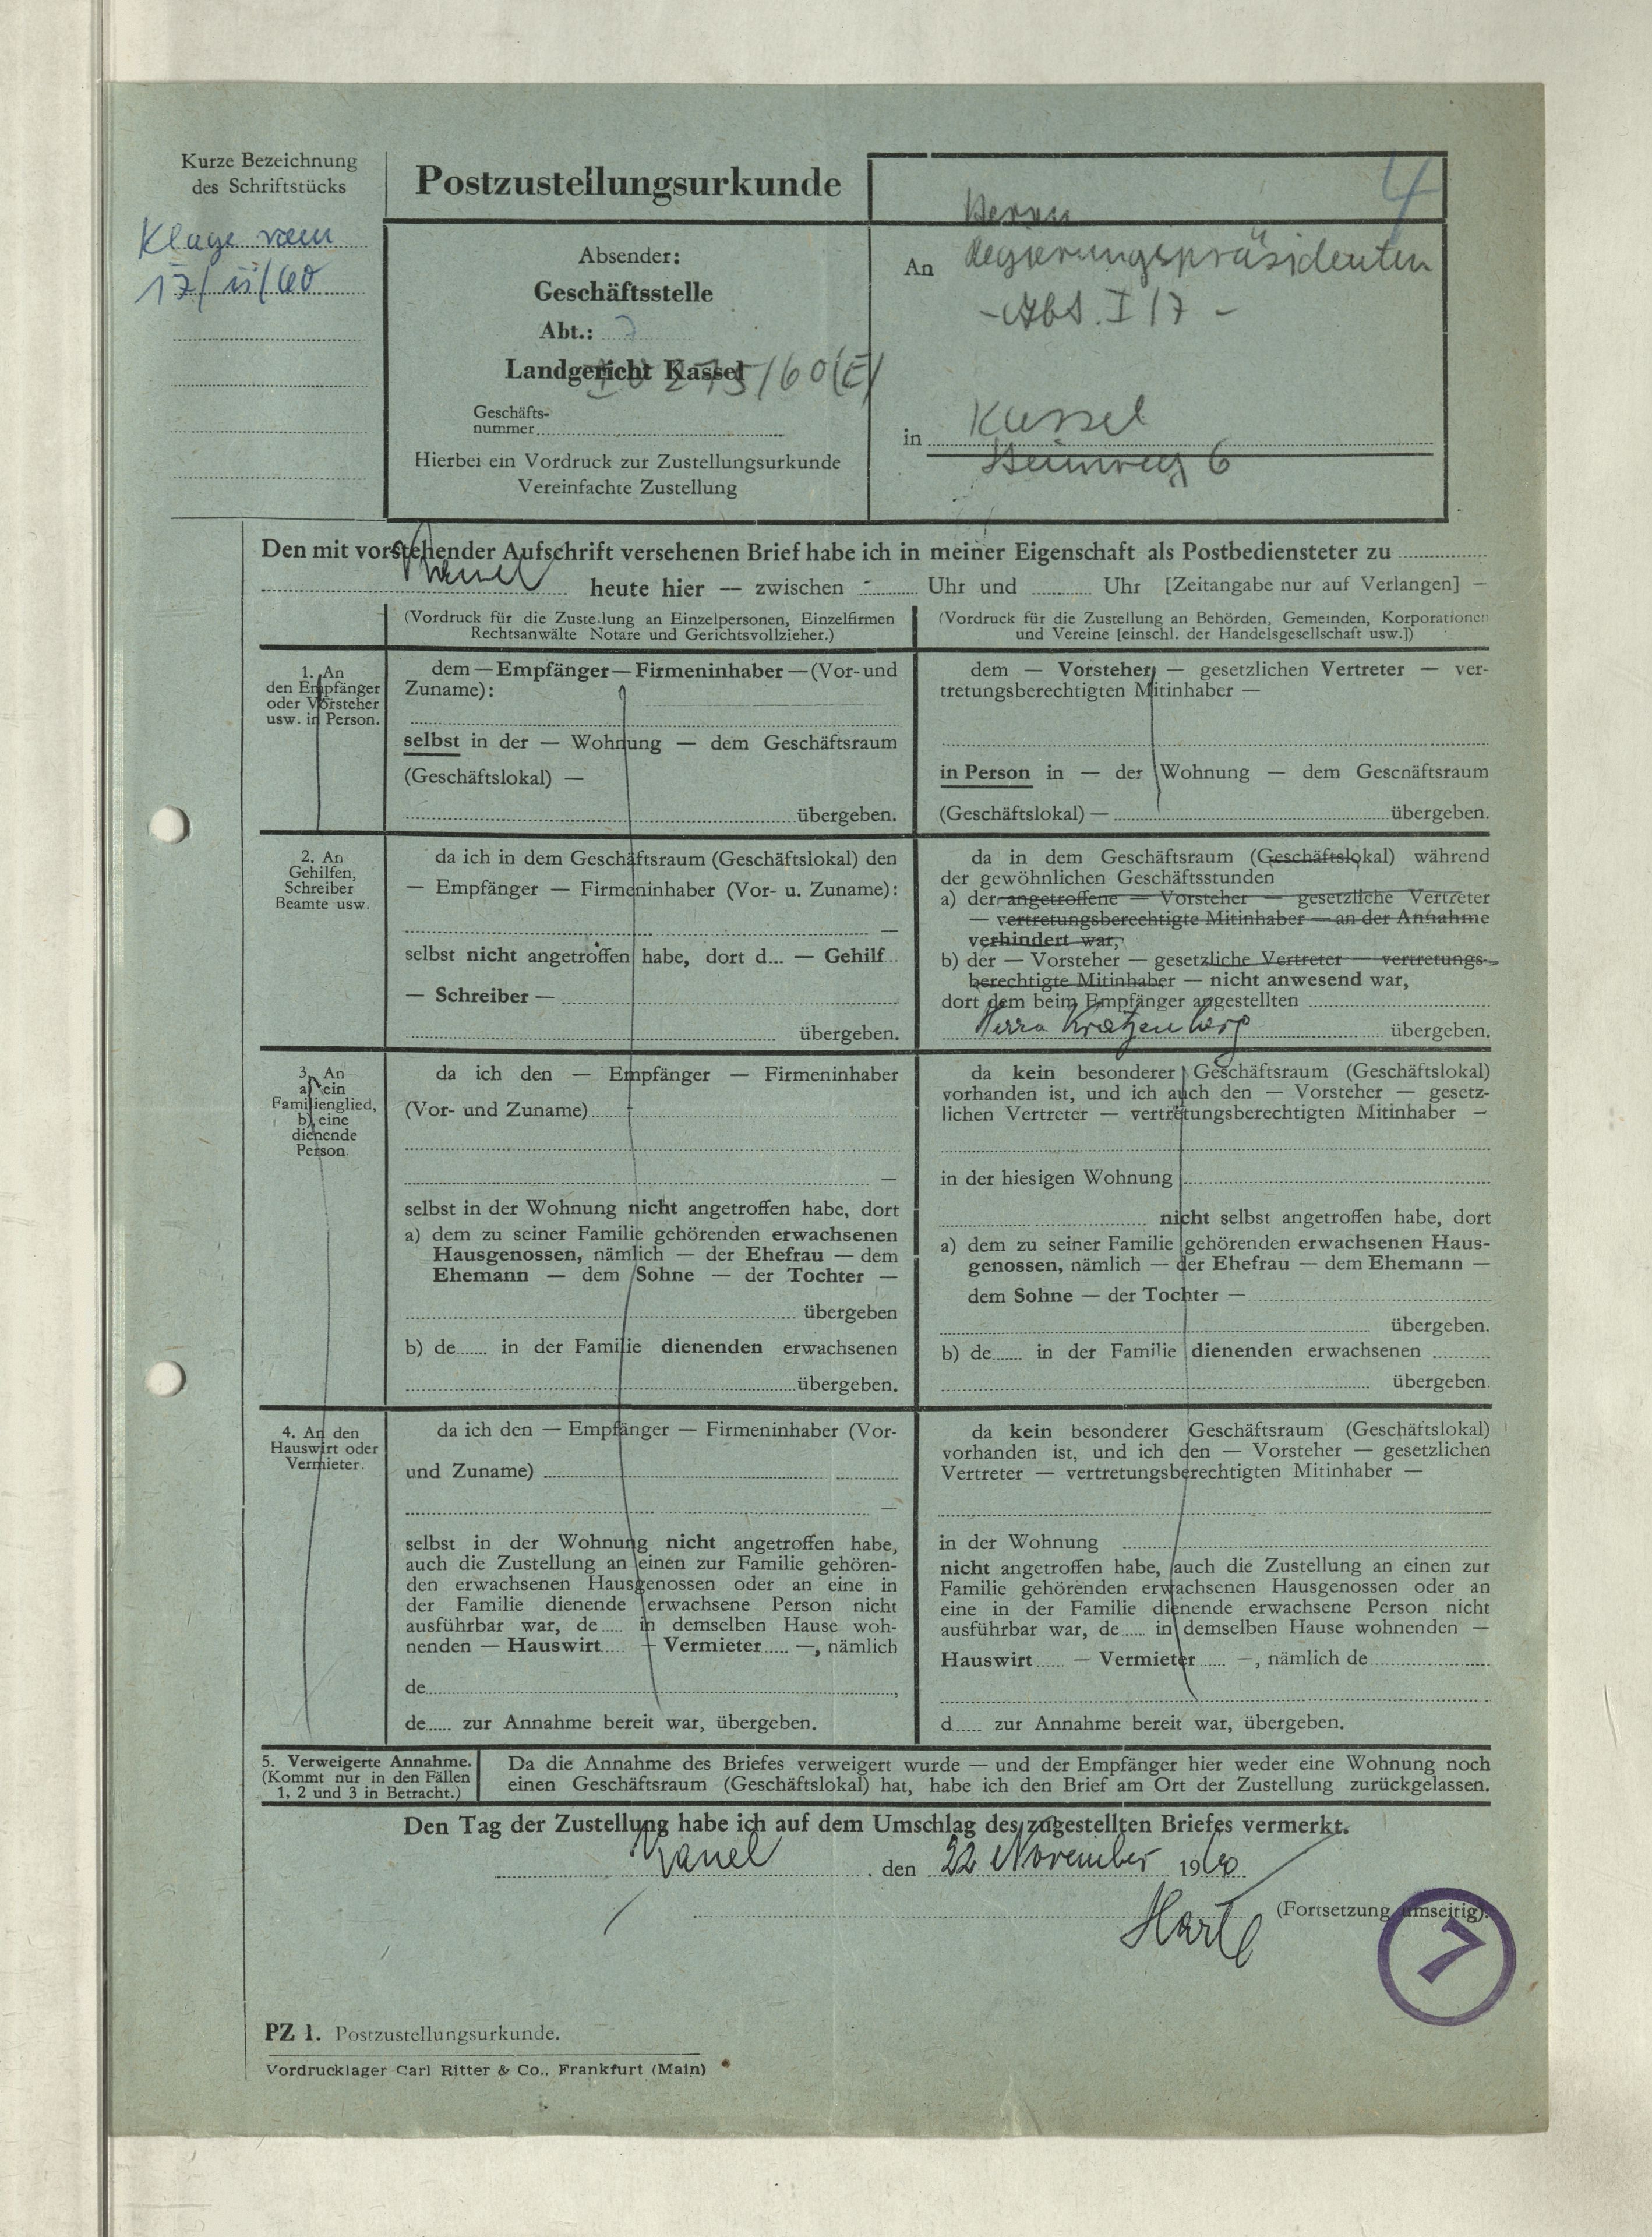 Kurze Bezeichnung
des Schriftstücks
Klage vom
17/11/60
Postzustellungsurkunde
4
Absender:
Geschäftsstelle
Abt.: 7
Landgericht Kassel
/60 (E)
Geschäfts-
nummer
Hierbei ein Vordruck zur Zustellungsurkunde
Vereinfachte Zustellung
Herrn
An Regierungspräsidenten
- Abt. I/7 -
in Kassel
Steinweg 6
Den mit vorstehender Aufschrift versehenen Brief habe ich in meiner Eigenschaft als Postbediensteter zu
Kassel heute hier — zwischen - Uhr und Uhr [Zeitangabe nur auf Verlangen] —
(Vordruck für die Zustellung an Einzelpersonen, Einzelfirmen
Rechtsanwälte Notare und Gerichtsvollzieher.)
(Vordruck für die Zustellung an Behörden, Gemeinden, Korporationen
und Vereine [einschl. der Handelsgesellschaft usw.])
1. An
den Empfänger
oder Vorsteher
usw. in Person.
dem — Empfänger — Firmeninhaber — (Vor- und
Zuname):
selbst in der — Wohnung — dem Geschäftsraum
(Geschäftslokal) —
übergeben.
dem — Vorsteher — gesetzlichen Vertreter — ver-
tretungsberechtigten Mitinhaber —
in Person in — der Wohnung — dem Geschäftsraum
(Geschäftslokal) — übergeben.
2. An
Gehilfen,
Schreiber
Beamte usw.
da ich in dem Geschäftsraum (Geschäftslokal) den
— Empfänger — Firmeninhaber (Vor- u. Zuname):
—
selbst nicht angetroffen habe, dort d... — Gehilf...
— Schreiber —
übergeben.
da in dem Geschäftsraum (Geschäftslokal) während
der gewöhnlichen Geschäftsstunden
a) der angetroffene — Vorsteher — gesetzliche Vertreter
— vertretungsberechtigte Mitinhaber — an der Annahme
verhindert war,
b) der — Vorsteher — gesetzliche Vertreter — vertretungs-
berechtigte Mitinhaber — nicht anwesend war,
dort dem beim Empfänger angestellten
Herrn Kratzenberg übergeben.
3. An
a) ein
Familienglied,
b) eine
dienende
Person.
da ich den — Empfänger — Firmeninhaber
(Vor- und Zuname)
—
selbst in der Wohnung nicht angetroffen habe, dort
a) dem zu seiner Familie gehörenden erwachsenen
Hausgenossen, nämlich — der Ehefrau — dem
Ehemann — dem Sohne — der Tochter —
übergeben
b) de...... in der Familie dienenden erwachsenen
übergeben.
da kein besonderer Geschäftsraum (Geschäftslokal)
vorhanden ist, und ich auch den — Vorsteher — gesetz-
lichen Vertreter — vertretungsberechtigten Mitinhaber —
in der hiesigen Wohnung
nicht selbst angetroffen habe, dort
a) dem zu seiner Familie gehörenden erwachsenen Haus-
genossen, nämlich — der Ehefrau — dem Ehemann —
dem Sohne — der Tochter —
übergeben.
b) de...... in der Familie dienenden erwachsenen
übergeben.
4. An den
Hauswirt oder
Vermieter.
da ich den — Empfänger — Firmeninhaber (Vor-
und Zuname)
—
selbst in der Wohnung nicht angetroffen habe,
auch die Zustellung an einen zur Familie gehören-
den erwachsenen Hausgenossen oder an eine in
der Familie dienende erwachsene Person nicht
ausführbar war, de..... in demselben Hause woh-
nenden — Hauswirt..... — Vermieter..... —, nämlich
de,
de..... zur Annahme bereit war, übergeben.
da kein besonderer Geschäftsraum (Geschäftslokal)
vorhanden ist, und ich den — Vorsteher — gesetzlichen
Vertreter — vertretungsberechtigten Mitinhaber —
in der Wohnung
nicht angetroffen habe, auch die Zustellung an einen zur
Familie gehörenden erwachsenen Hausgenossen oder an
eine in der Familie dienende erwachsene Person nicht
ausführbar war, de..... in demselben Hause wohnenden —
Hauswirt...... — Vermieter..... —, nämlich de
d..... zur Annahme bereit war, übergeben.
5. Verweigerte Annahme.
(Kommt nur in den Fällen
1, 2 und 3 in Betracht.)
Da die Annahme des Briefes verweigert wurde — und der Empfänger hier weder eine Wohnung noch
einen Geschäftsraum (Geschäftslokal) hat, habe ich den Brief am Ort der Zustellung zurückgelassen.
Den Tag der Zustellung habe ich auf dem Umschlag des zugestellten Briefes vermerkt.
Kassel den 22 November 1960
(Fortsetzung umseitig).
7
PZ 1. Postzustellungsurkunde.
Vordrucklager Carl Ritter & Co., Frankfurt (Main)